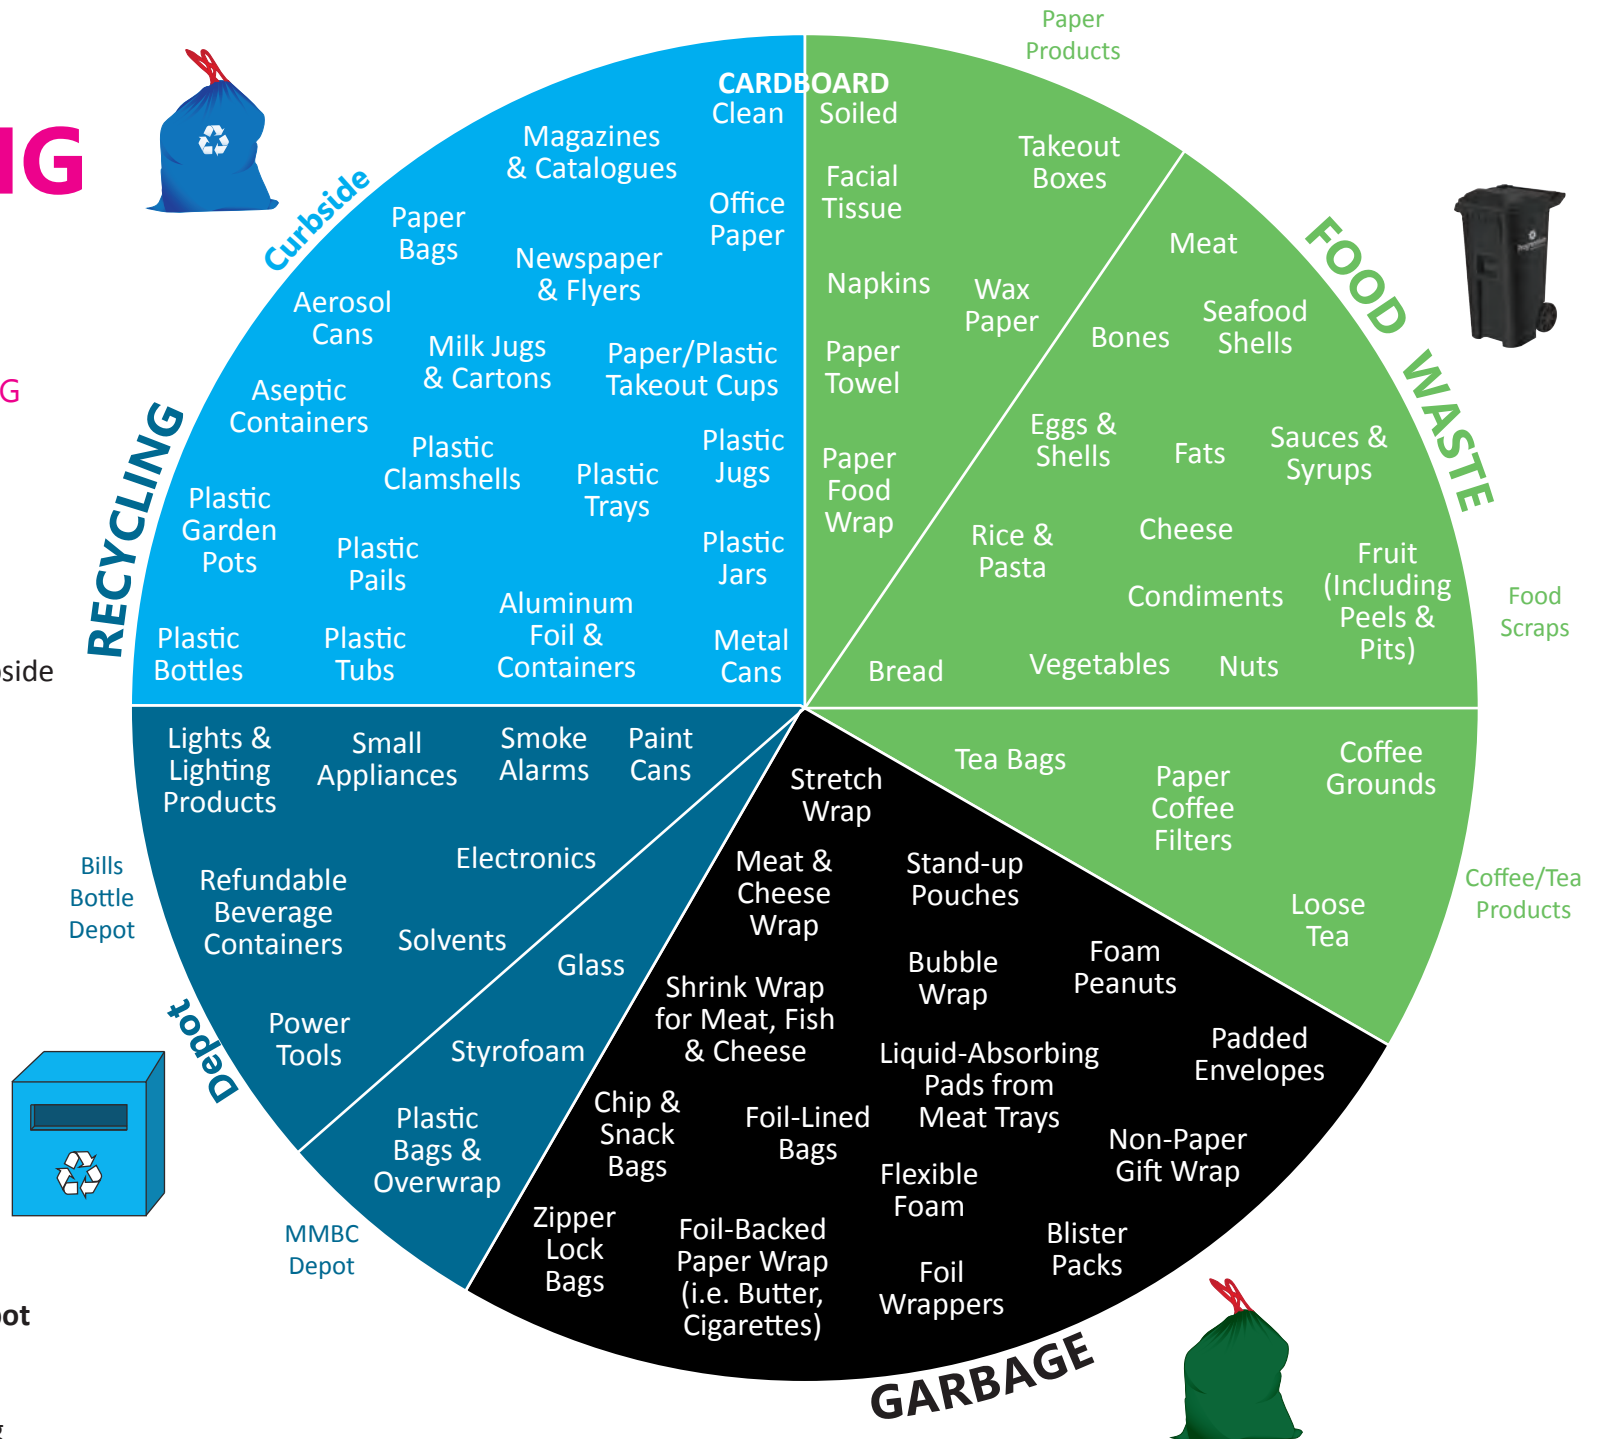 NG
G
side
ot
g
RECYCLING
Curbside
CARDBOARD
Clean
Magazines
& Catalogues
Office
Paper
Paper
Bags
Newspaper
& Flyers
Aerosol
Cans
Milk Jugs
& Cartons
Paper/Plastic
Takeout Cups
Aseptic
Containers
Plastic
Clamshells
Plastic
Trays
Plastic
Jugs
Plastic
Garden
Pots
Plastic
Pails
Plastic
Jars
Aluminum
Foil &
Containers
Plastic
Bottles
Plastic
Tubs
Metal
Cans
Paper
Products
Soiled
Takeout
Boxes
Facial
Tissue
Napkins
Wax
Paper
Paper
Towel
Paper
Food
Wrap
FOOD WASTE
Meat
Bones
Seafood
Shells
Eggs &
Shells
Fats
Sauces &
Syrups
Rice &
Pasta
Cheese
Condiments
Fruit
(Including
Peels &
Pits)
Bread
Vegetables
Nuts
Food
Scraps
Tea Bags
Paper
Coffee
Filters
Coffee
Grounds
Loose
Tea
Coffee/Tea
Products
Depot
Lights &
Lighting
Products
Small
Appliances
Smoke
Alarms
Paint
Cans
Electronics
Refundable
Beverage
Containers
Solvents
Power
Tools
Bills
Bottle
Depot
Glass
Styrofoam
Plastic
Bags &
Overwrap
MMBC
Depot
Stretch
Wrap
Meat &
Cheese
Wrap
Stand-up
Pouches
Shrink Wrap
for Meat, Fish
& Cheese
Bubble
Wrap
Foam
Peanuts
Liquid-Absorbing
Pads from
Meat Trays
Padded
Envelopes
Chip &
Snack
Bags
Foil-Lined
Bags
Non-Paper
Gift Wrap
Flexible
Foam
Zipper
Lock
Bags
Foil-Backed
Paper Wrap
(i.e. Butter,
Cigarettes)
Foil
Wrappers
Blister
Packs
GARBAGE